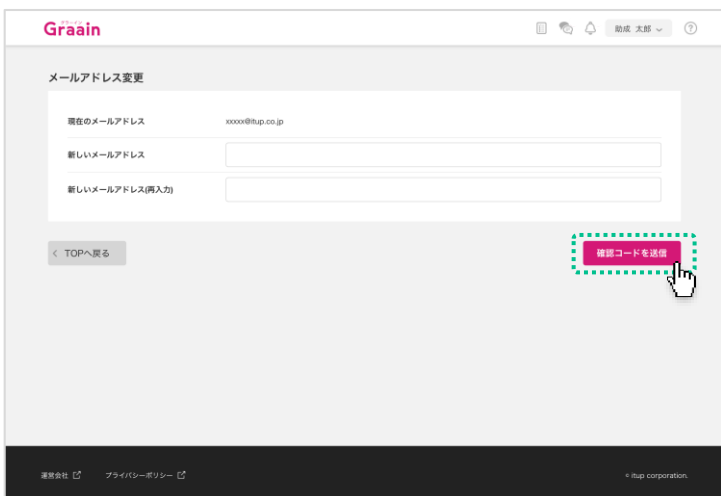 グラーイン
Graain
助成 太郎
?
メールアドレス変更
現在のメールアドレス
xxxxx@itup.co.jp
新しいメールアドレス
新しいメールアドレス(再入力)
< TOPへ戻る
確認コードを送信
運営会社
プライバシーポリシー
© itup corporation.